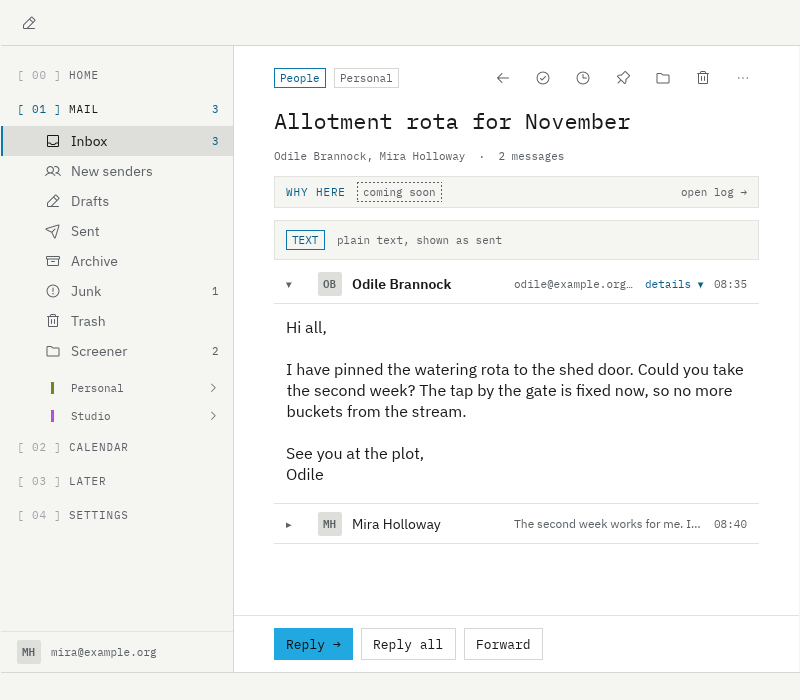 [ 00 ] HOME
[ 01 ] MAIL 3
Inbox 3
New senders
Drafts
Sent
Archive
Junk 1
Trash
Screener 2
Personal
Studio
[ 02 ] CALENDAR
[ 03 ] LATER
[ 04 ] SETTINGS
MH mira@example.org
People Personal
Allotment rota for November
Odile Brannock, Mira Holloway · 2 messages
WHY HERE coming soon open log →
TEXT plain text, shown as sent
▾ OB Odile Brannock odile@example.org… details ▾ 08:35
Hi all,
I have pinned the watering rota to the shed door. Could you take
the second week? The tap by the gate is fixed now, so no more
buckets from the stream.
See you at the plot,
Odile
▸ MH Mira Holloway The second week works for me. I… 08:40
Reply → Reply all Forward